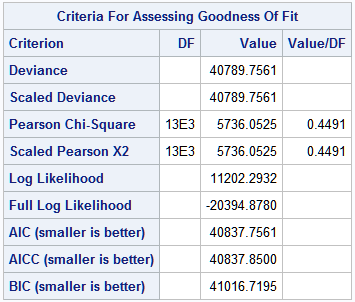 Criteria For Assessing Goodness Of Fit
Criterion DF Value Value/DF
Deviance 40789.7561
Scaled Deviance 40789.7561
Pearson Chi-Square 13E3 5736.0525 0.4491
Scaled Pearson X2 13E3 5736.0525 0.4491
Log Likelihood 11202.2932
Full Log Likelihood -20394.8780
AIC (smaller is better) 40837.7561
AICC (smaller is better) 40837.8500
BIC (smaller is better) 41016.7195